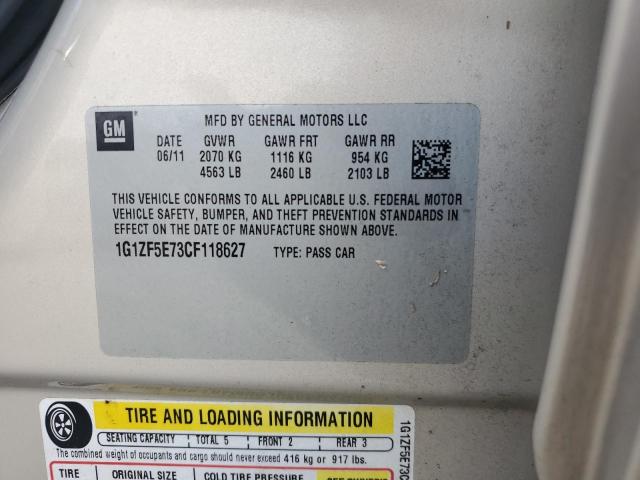 GM
MFD BY GENERAL MOTORS LLC
DATE GVWR GAWR FRT GAWR RR
06/11 2070 KG 1116 KG 954 KG
4563 LB 2460 LB 2103 LB
THIS VEHICLE CONFORMS TO ALL APPLICABLE U.S. FEDERAL MOTOR
VEHICLE SAFETY, BUMPER, AND THEFT PREVENTION STANDARDS IN
EFFECT ON THE DATE OF MANUFACTURE SHOWN ABOVE.
1G1ZF5E73CF118627 TYPE: PASS CAR
TIRE AND LOADING INFORMATION
SEATING CAPACITY TOTAL 5 FRONT 2 REAR 3
The combined weight of occupants and cargo should never exceed 416 kg or 917 lbs.
TIRE ORIGINAL SIZE COLD TIRE PRESSURE SEE OWNER'S
1G1ZF5E73C